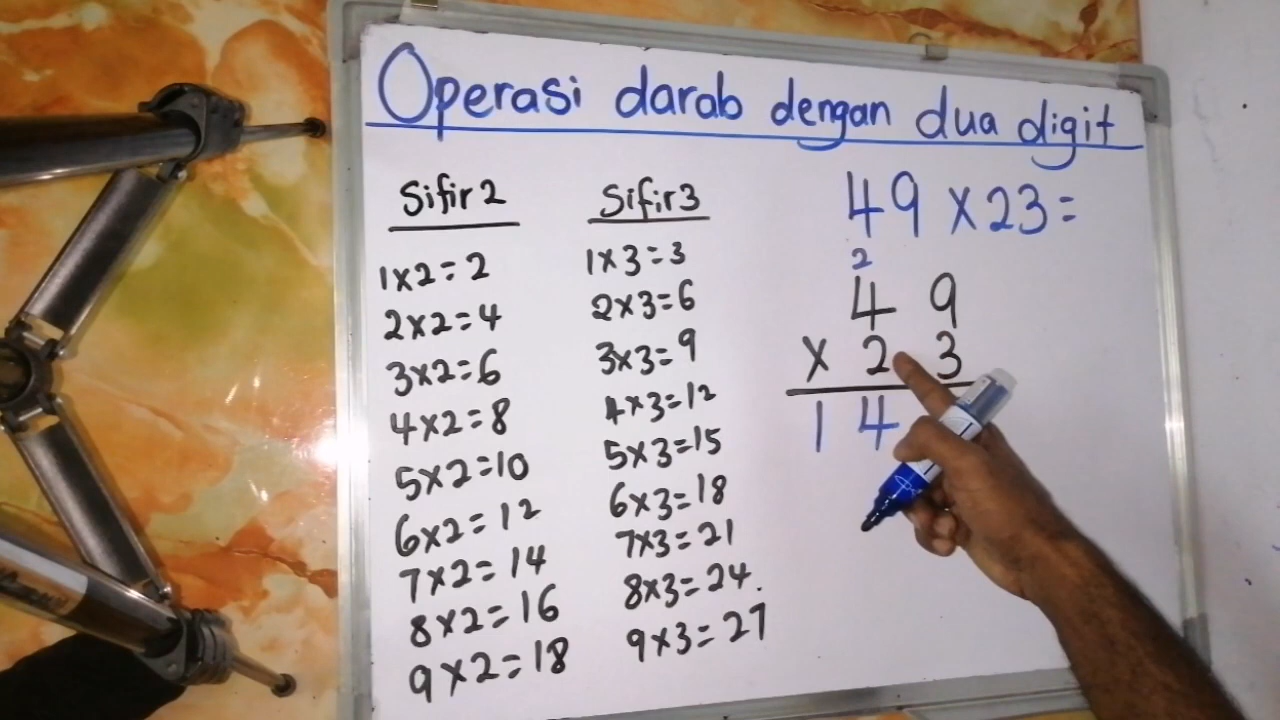 Operasi darab dengan dua digit
Sifir 2
1x2=2
2x2=4
3x2=6
4x2=8
5x2=10
6x2=12
7x2=14
8x2=16
9x2=18
Sifir 3
1x3=3
2x3=6
3x3=9
4x3=12
5x3=15
6x3=18
7x3=21
8x3=24.
9x3=27
49 x 23 =
2
4 9
x 2 3
1 4